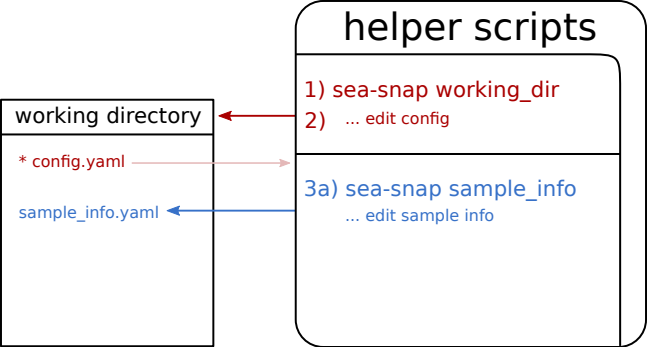 helper scripts
1) sea-snap working_dir
2) ... edit config
3a) sea-snap sample_info
... edit sample info
working directory
* config.yaml
sample_info.yaml